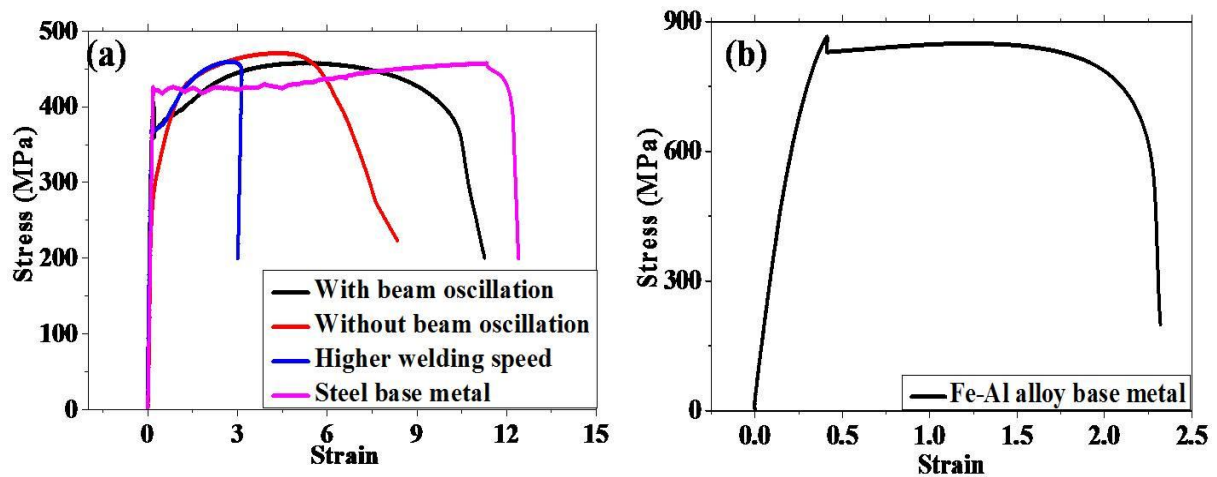 (a)
Stress (MPa)
500
400
300
200
100
0
0 3 6 9 12 15
Strain
With beam oscillation
Without beam oscillation
Higher welding speed
Steel base metal
(b)
Stress (MPa)
900
600
300
0
0.0 0.5 1.0 1.5 2.0 2.5
Strain
Fe-Al alloy base metal